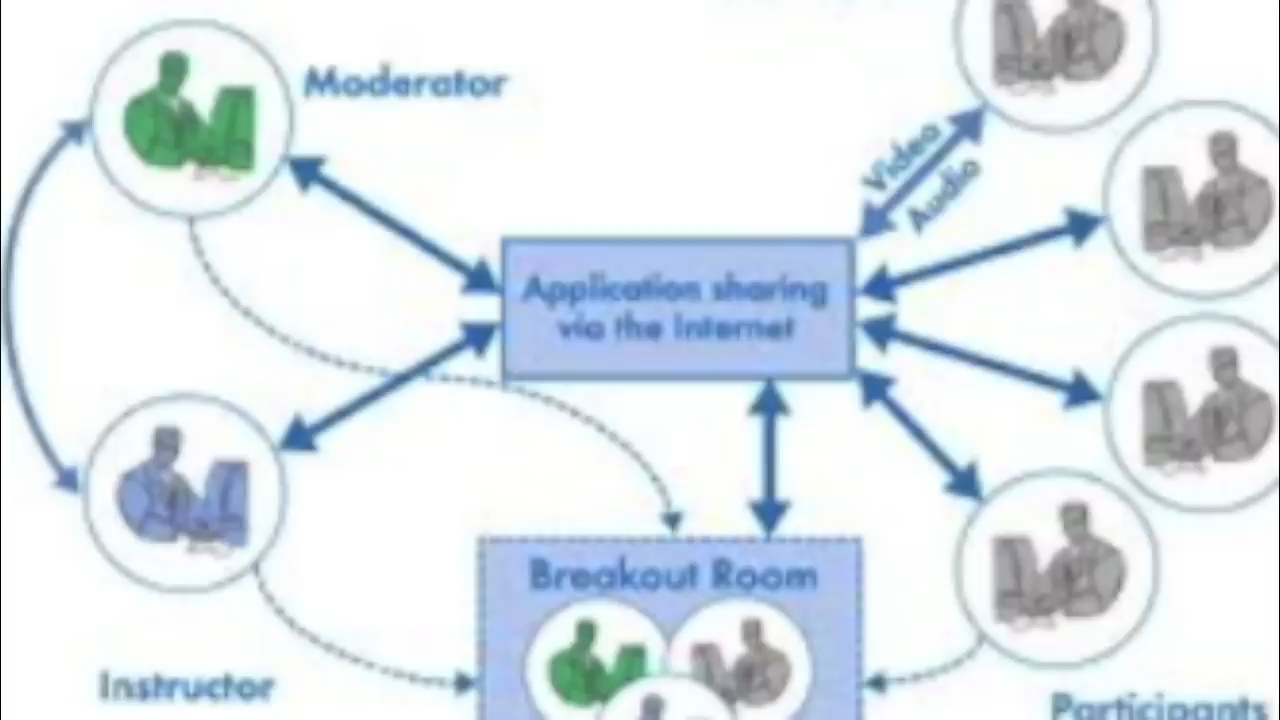 Moderator
Video
Audio
Application sharing
via the Internet
Breakout Room
Instructor
Participants